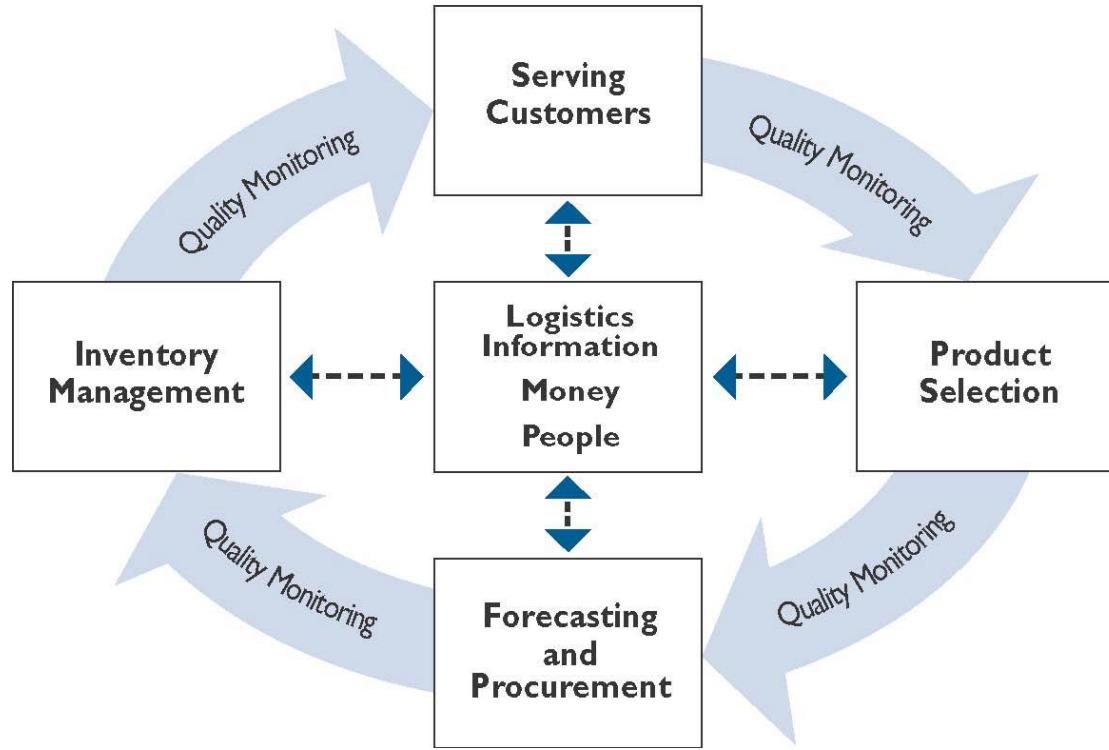 Serving
Customers
Quality Monitoring
Quality Monitoring
Inventory
Management
Logistics
Information
Money
People
Product
Selection
Quality Monitoring
Quality Monitoring
Forecasting
and
Procurement